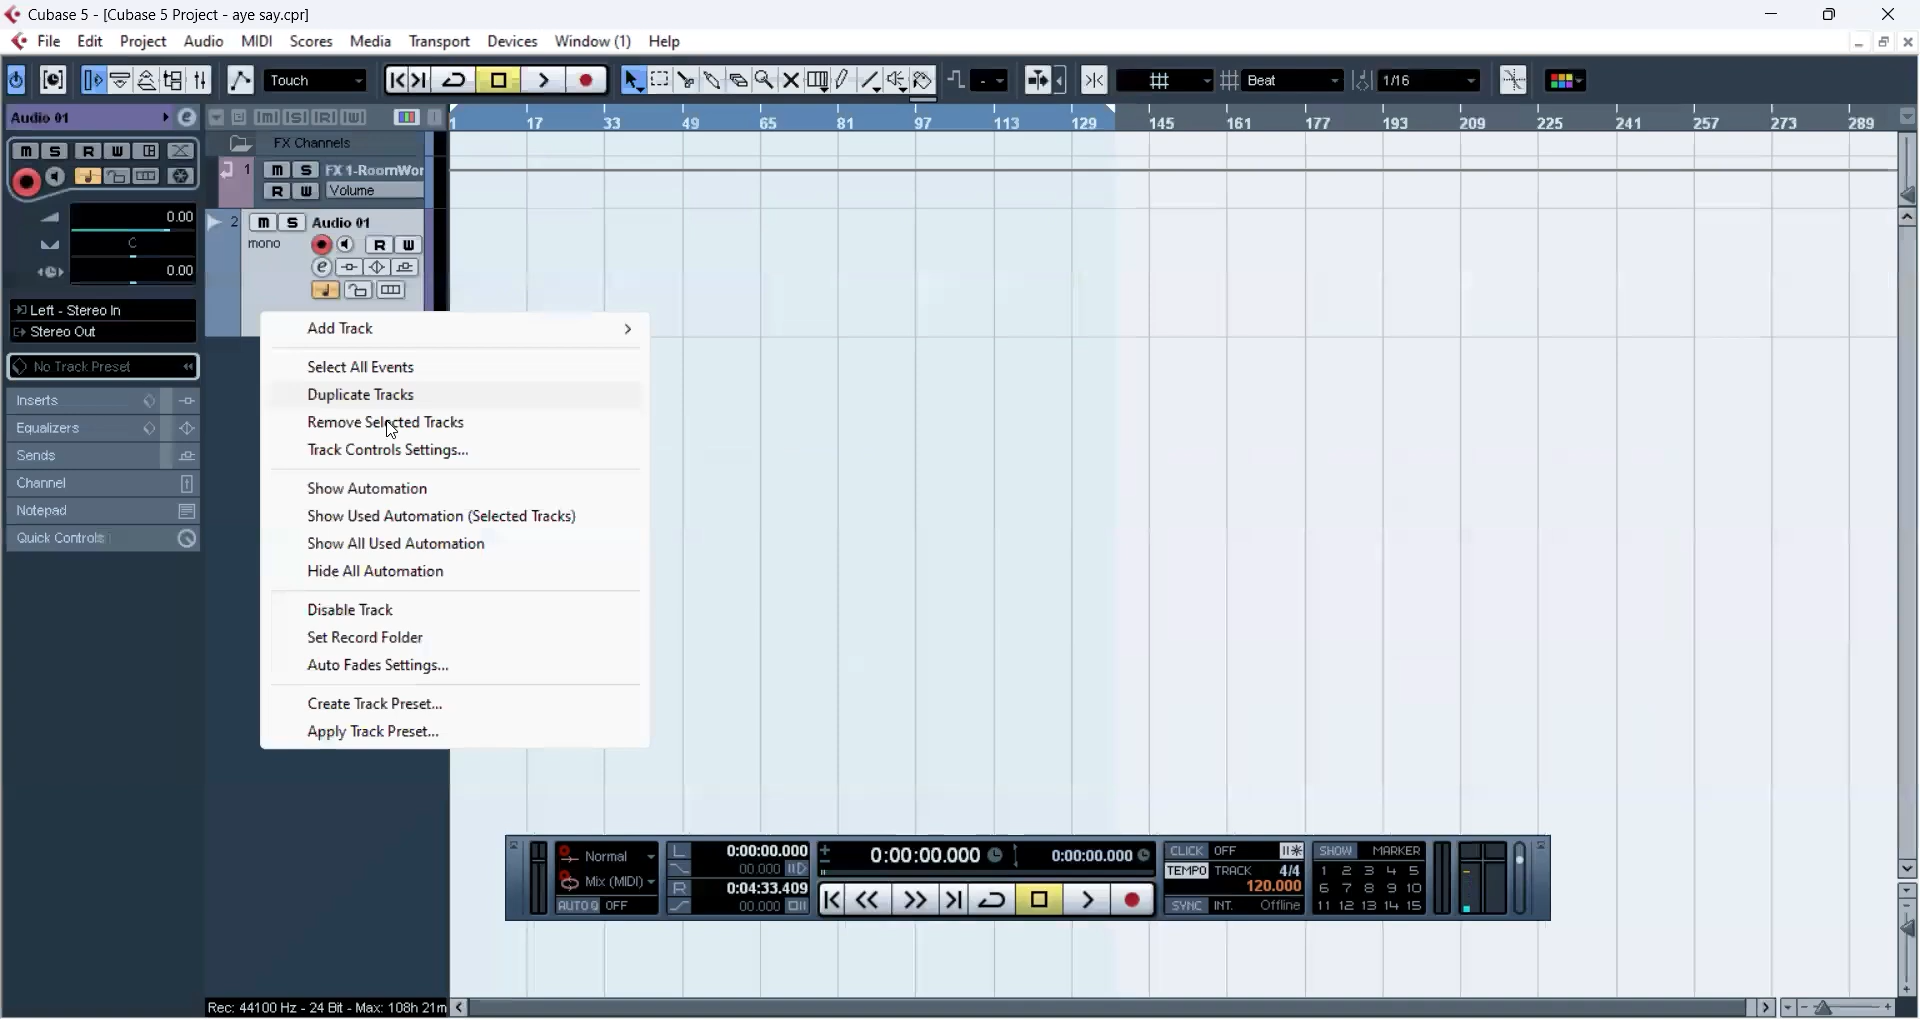 Cubase 5 - [Cubase 5 Project - aye say.cpr]
File Edit Project Audio MIDI Scores Media Transport Devices Window (1) Help
Touch - Beat 1/16
Audio 01 [M] [S] [R] [W] 1 17 33 49 65 81 97 113 129 145 161 177 193 209 225 241 257 273 289
FX Channels
m S R W
1 m S FX 1-RoomWor
R W Volume
0.00
C
0.00
2 m S Audio 01
mono R W
e
Left - Stereo In
Stereo Out
No Track Preset
Inserts
Equalizers
Sends
Channel
Notepad
Quick Controls
Add Track
Select All Events
Duplicate Tracks
Remove Selected Tracks
Track Controls Settings...
Show Automation
Show Used Automation (Selected Tracks)
Show All Used Automation
Hide All Automation
Disable Track
Set Record Folder
Auto Fades Settings...
Create Track Preset...
Apply Track Preset...
Normal
Mix (MIDI)
AUTO Q OFF
L 0:00:00.000
00.000
R 0:04:33.409
00.000
0:00:00.000 0:00:00.000
CLICK OFF
TEMPO TRACK 4/4
120.000
SYNC INT. Offline
SHOW MARKER
1 2 3 4 5
6 7 8 9 10
11 12 13 14 15
Rec: 44100 Hz - 24 Bit - Max: 108h 21m